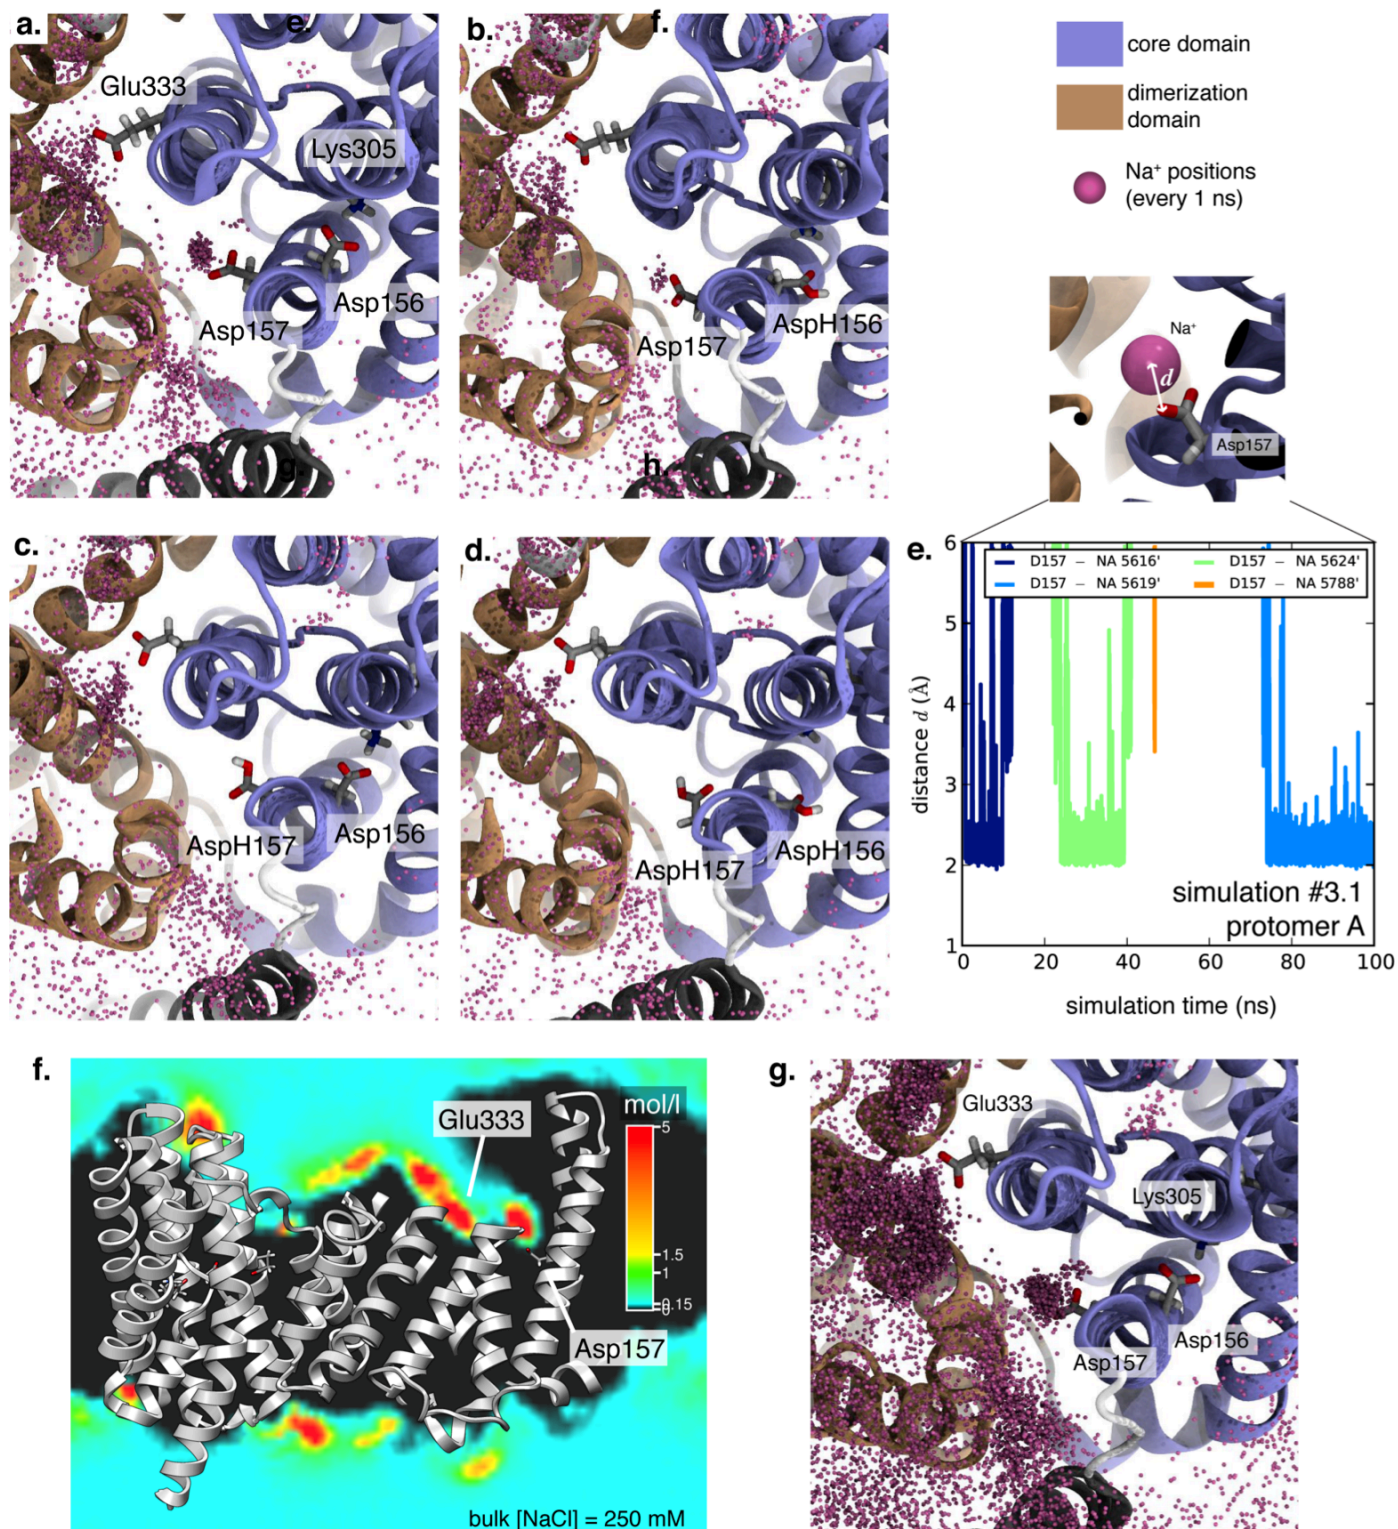 a.
e.
Glu333
Lys305
Asp156
Asp157
g.
b.
f.
AspH156
Asp157
h.
core domain
dimerization
domain
Na⁺ positions
(every 1 ns)
Na⁺
d
Asp157
c.
AspH157
Asp156
d.
AspH156
AspH157
e.
D157 – NA 5616'
D157 – NA 5624'
D157 – NA 5619'
D157 – NA 5788'
6
5
4
3
2
1
distance d (Å)
simulation #3.1
protomer A
0
20
40
60
80
100
simulation time (ns)
f.
Glu333
mol/l
5
1.5
1
0.15
0
Asp157
bulk [NaCl] = 250 mM
g.
Glu333
Lys305
Asp156
Asp157